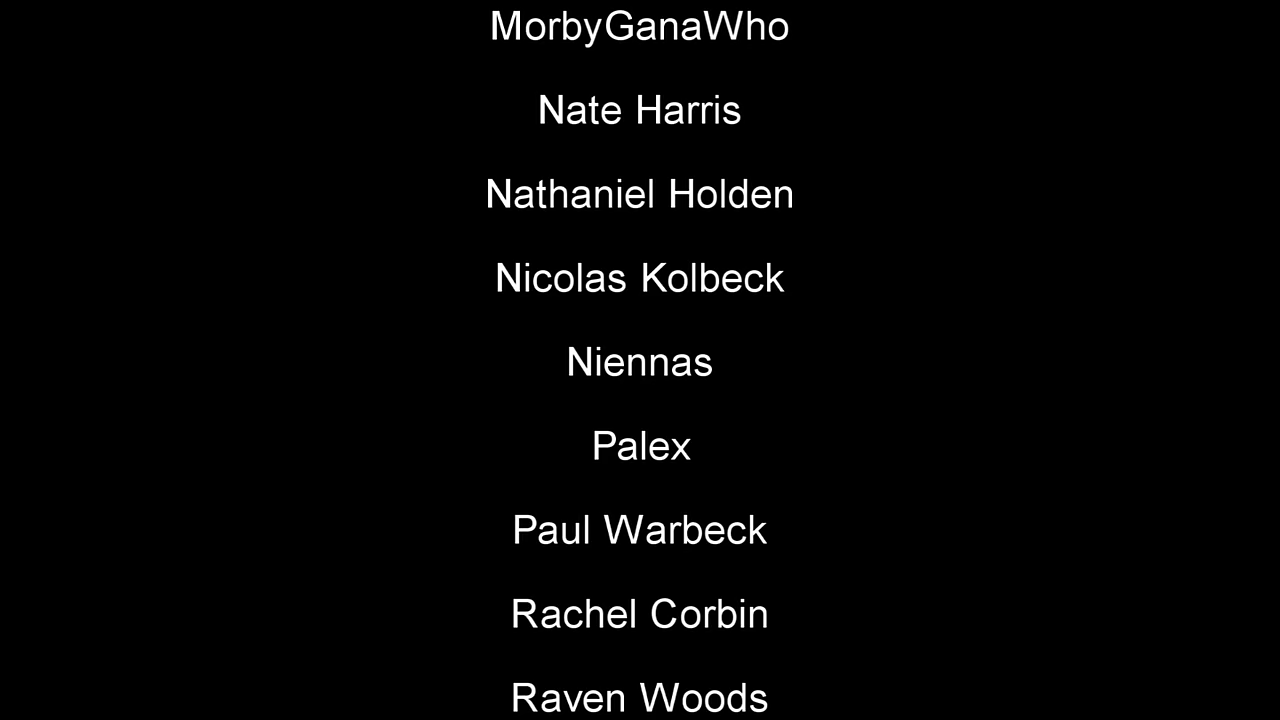 MorbyGanaWho
Nate Harris
Nathaniel Holden
Nicolas Kolbeck
Niennas
Palex
Paul Warbeck
Rachel Corbin
Raven Woods